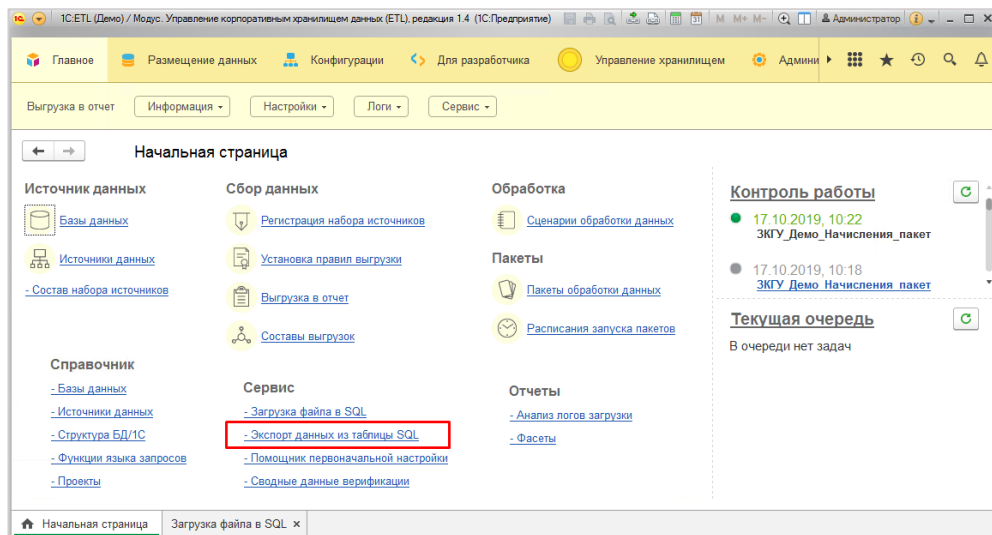 1С:ETL (Демо) / Модус. Управление корпоративным хранилищем данных (ETL), редакция 1.4 (1С:Предприятие) M M+ M- Администратор
Главное Размещение данных Конфигурации Для разработчика Управление хранилищем Админи
Выгрузка в отчет Информация Настройки Логи Сервис
Начальная страница
Источник данных
Базы данных
Источники данных
- Состав набора источников
Сбор данных
Регистрация набора источников
Установка правил выгрузки
Выгрузка в отчет
Составы выгрузок
Обработка
Сценарии обработки данных
Пакеты
Пакеты обработки данных
Расписания запуска пакетов
Контроль работы
17.10.2019, 10:22
ЗКГУ_Демо_Начисления_пакет
17.10.2019, 10:18
ЗКГУ_Демо_Начисления_пакет
Текущая очередь
В очереди нет задач
Справочник
- Базы данных
- Источники данных
- Структура БД/1С
- Функции языка запросов
- Проекты
Сервис
- Загрузка файла в SQL
- Экспорт данных из таблицы SQL
- Помощник первоначальной настройки
- Сводные данные верификации
Отчеты
- Анализ логов загрузки
- Фасеты
Начальная страница Загрузка файла в SQL ×